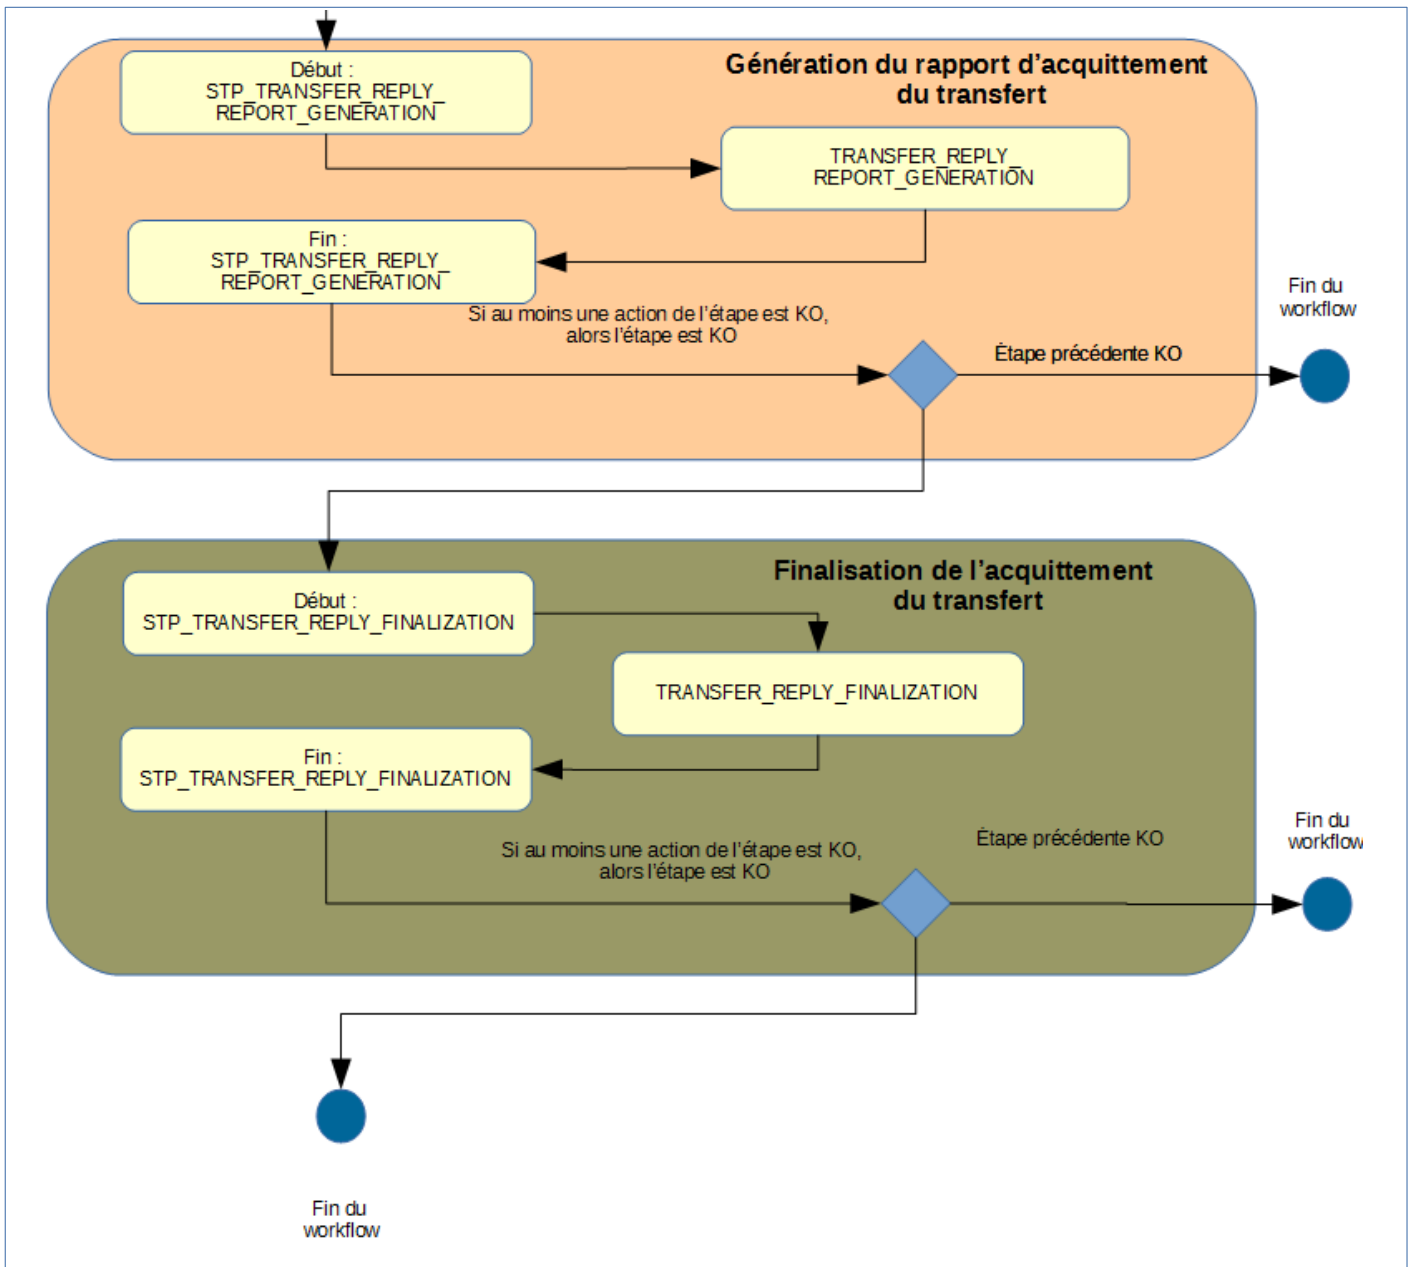 Génération du rapport d’acquittement
du transfert
Début :
STP_TRANSFER_REPLY_
REPORT_GENERATION
TRANSFER_REPLY_
REPORT_GENERATION
Fin :
STP_TRANSFER_REPLY_
REPORT_GENERATION
Si au moins une action de l’étape est KO,
alors l’étape est KO
Étape précédente KO
Fin du
workflow
Finalisation de l’acquittement
du transfert
Début :
STP_TRANSFER_REPLY_FINALIZATION
TRANSFER_REPLY_FINALIZATION
Fin :
STP_TRANSFER_REPLY_FINALIZATION
Si au moins une action de l’étape est KO,
alors l’étape est KO
Étape précédente KO
Fin du
workflow
Fin du
workflow